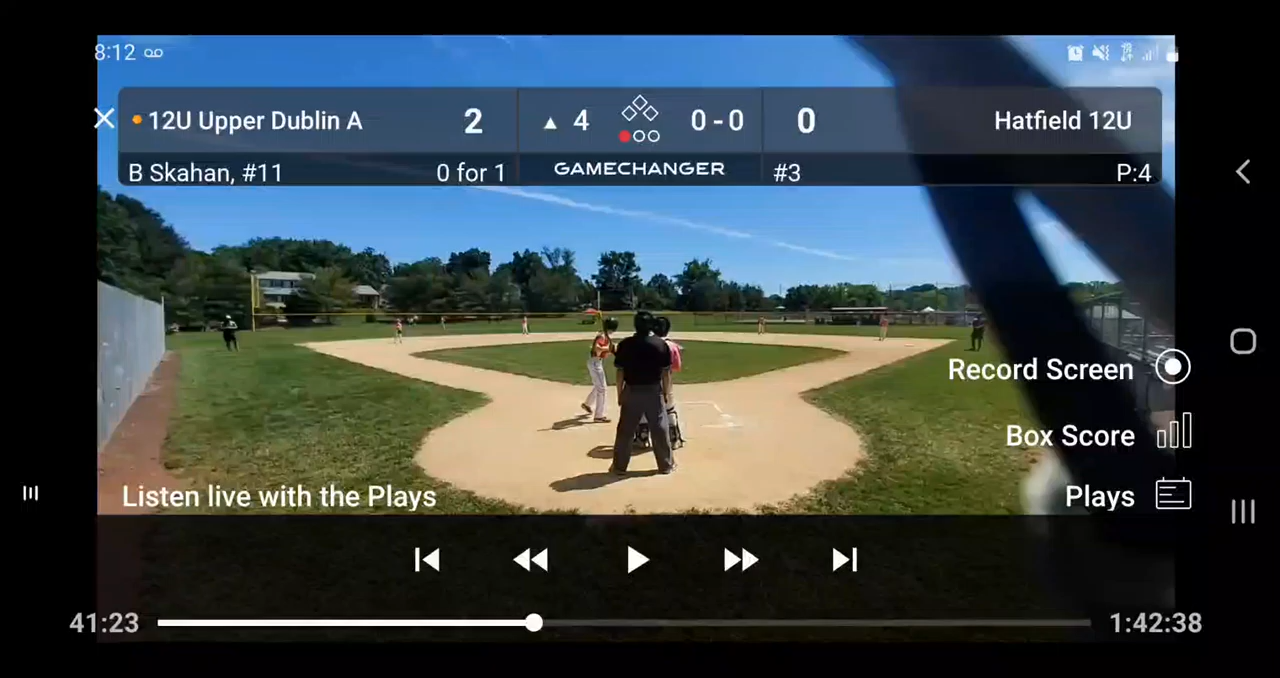 8:12
12U Upper Dublin A 2 ▲ 4 0 - 0 0 Hatfield 12U
B Skahan, #11 0 for 1 GAMECHANGER #3 P:4
Record Screen
Box Score
Listen live with the Plays
Plays
41:23 1:42:38